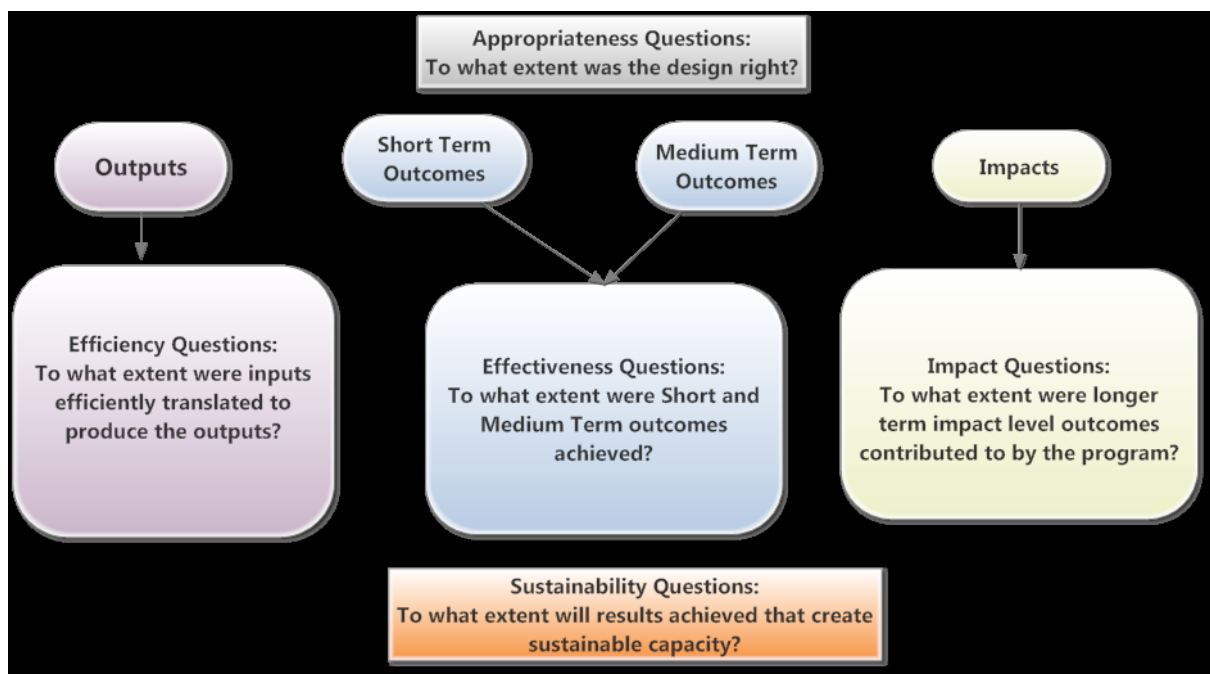 Appropriateness Questions:
To what extent was the design right?
Outputs
Short Term
Outcomes
Medium Term
Outcomes
Impacts
Efficiency Questions:
To what extent were inputs
efficiently translated to
produce the outputs?
Effectiveness Questions:
To what extent were Short and
Medium Term outcomes
achieved?
Impact Questions:
To what extent were longer
term impact level outcomes
contributed to by the program?
Sustainability Questions:
To what extent will results achieved that create
sustainable capacity?